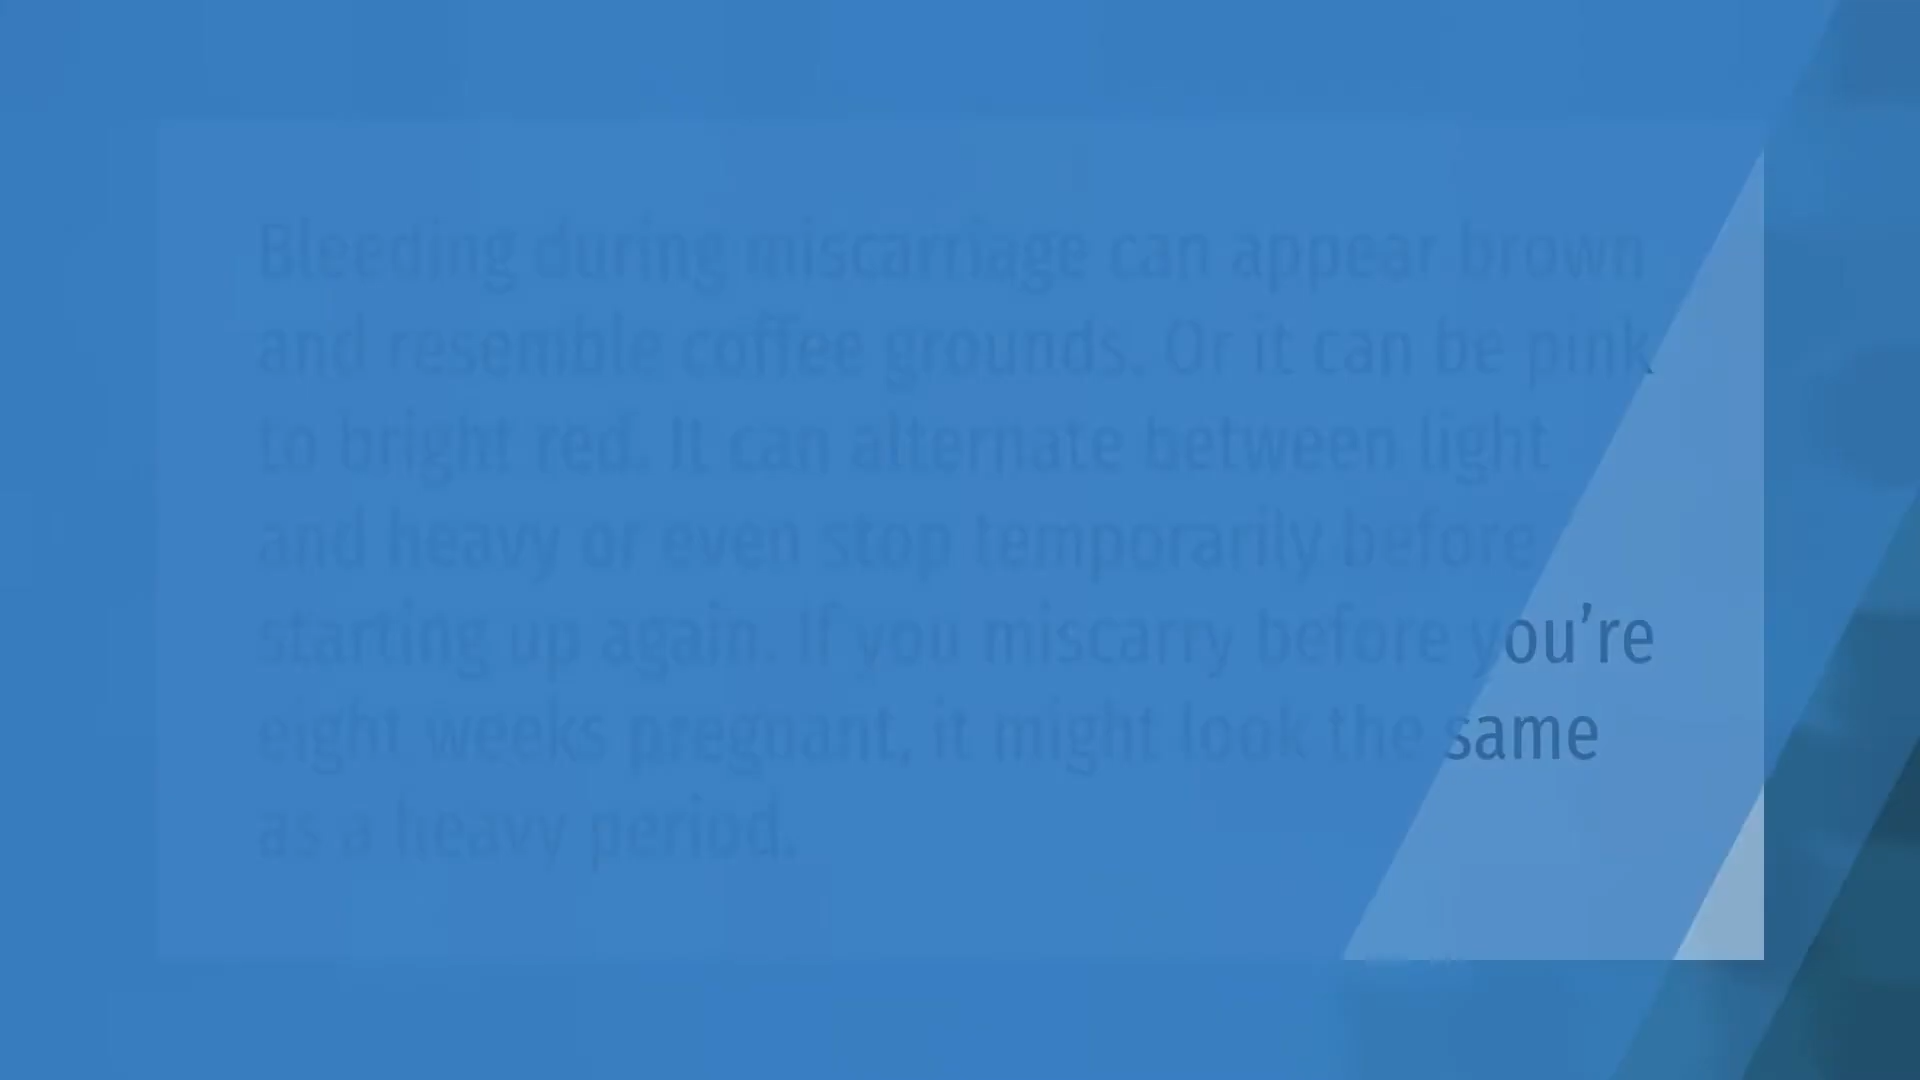 Bleeding during miscarriage can appear brown
and resemble coffee grounds. Or it can be pink
to bright red. It can alternate between light
and heavy or even stop temporarily before
starting up again. If you miscarry before you’re
eight weeks pregnant, it might look the same
as a heavy period.